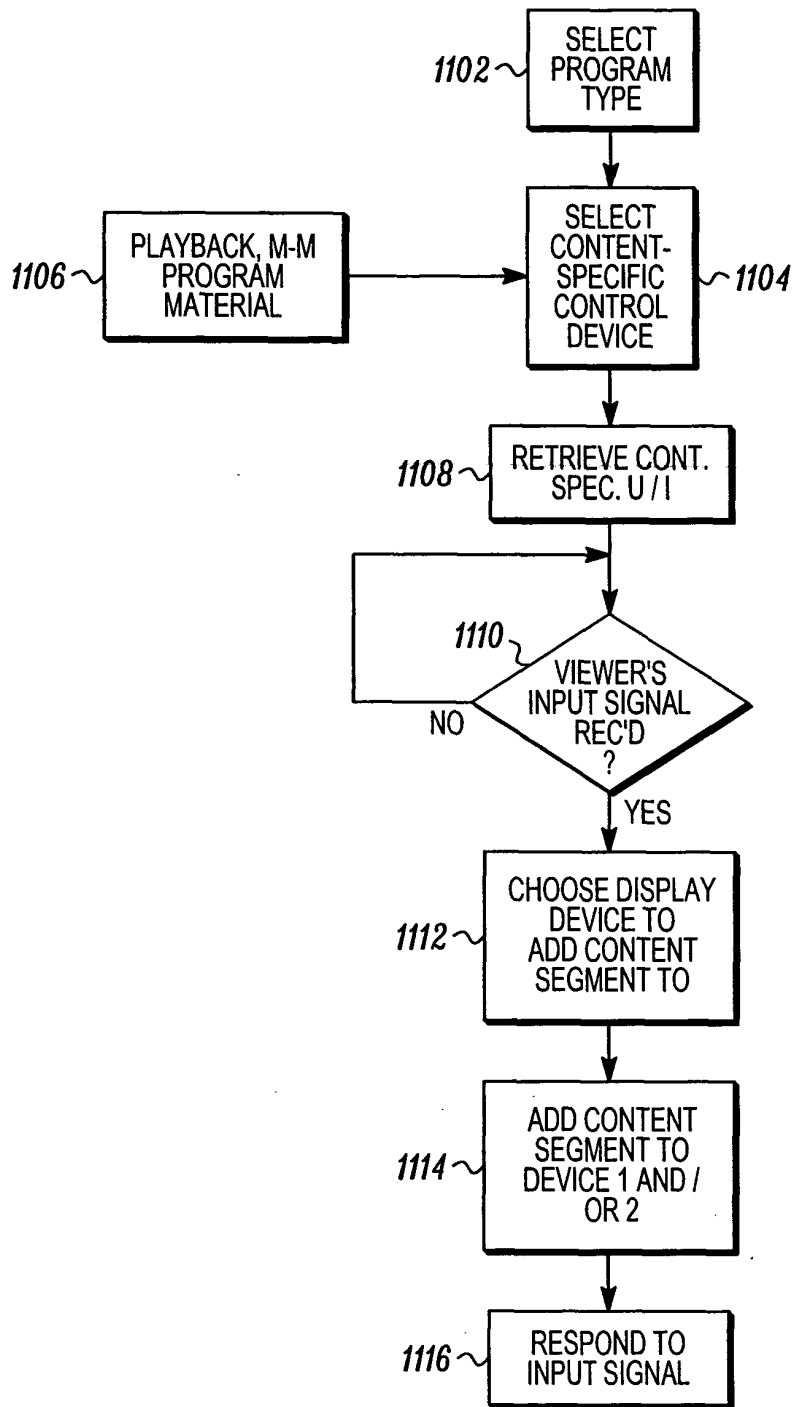 1102
SELECT
PROGRAM
TYPE
1106
PLAYBACK, M-M
PROGRAM
MATERIAL
SELECT
CONTENT-
SPECIFIC
CONTROL
DEVICE
1104
1108
RETRIEVE CONT.
SPEC. U / I
1110
VIEWER'S
INPUT SIGNAL
REC'D
?
NO
YES
1112
CHOOSE DISPLAY
DEVICE TO
ADD CONTENT
SEGMENT TO
1114
ADD CONTENT
SEGMENT TO
DEVICE 1 AND /
OR 2
1116
RESPOND TO
INPUT SIGNAL